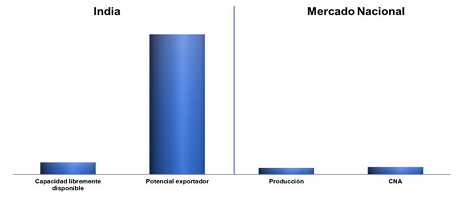 India
Mercado Nacional
Capacidad libremente
disponible
Potencial exportador
Producción
CNA